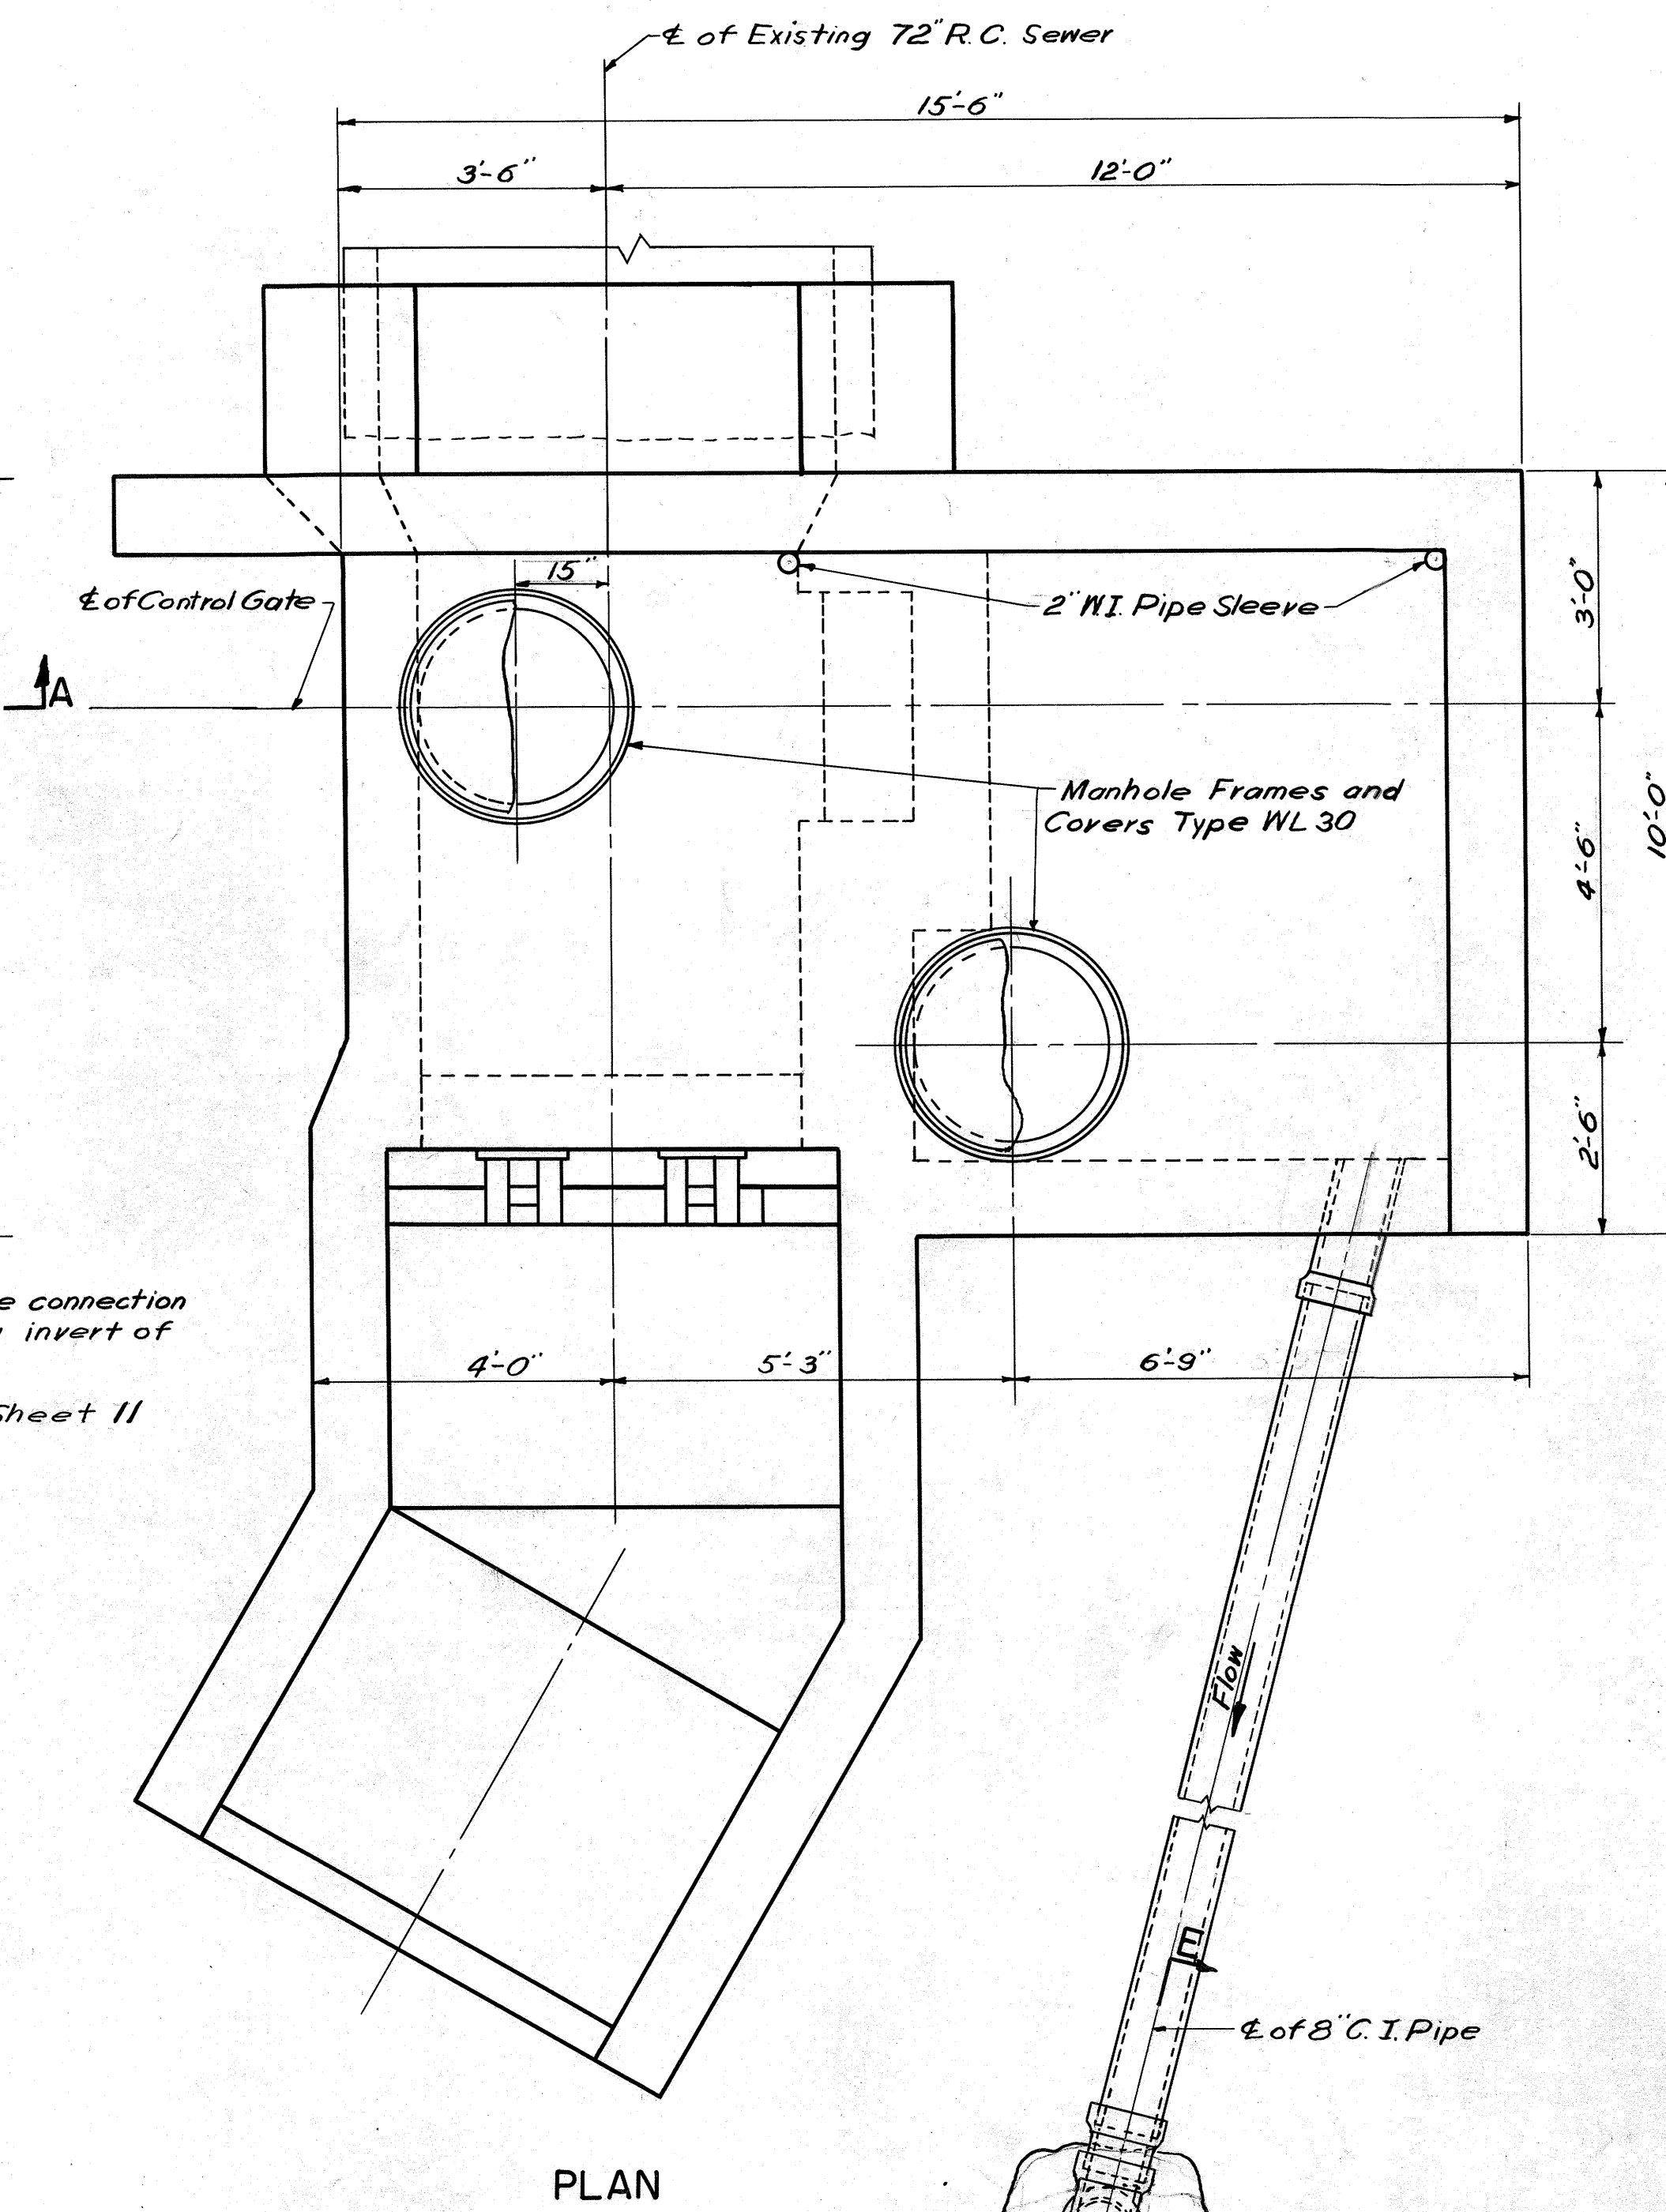 ℄ of Existing 72" R.C. Sewer
15'-6"
3'-6"
12'-0"
15"
℄ of Control Gate
2" W.I. Pipe Sleeve
3'-0"
A
Manhole Frames and
Covers Type WL 30
4'-6"
10'-0"
2'-6"
connection
invert of
4'-0"
5'-3"
6'-9"
Sheet 11
Flow
E
℄ of 8" C.I. Pipe
PLAN